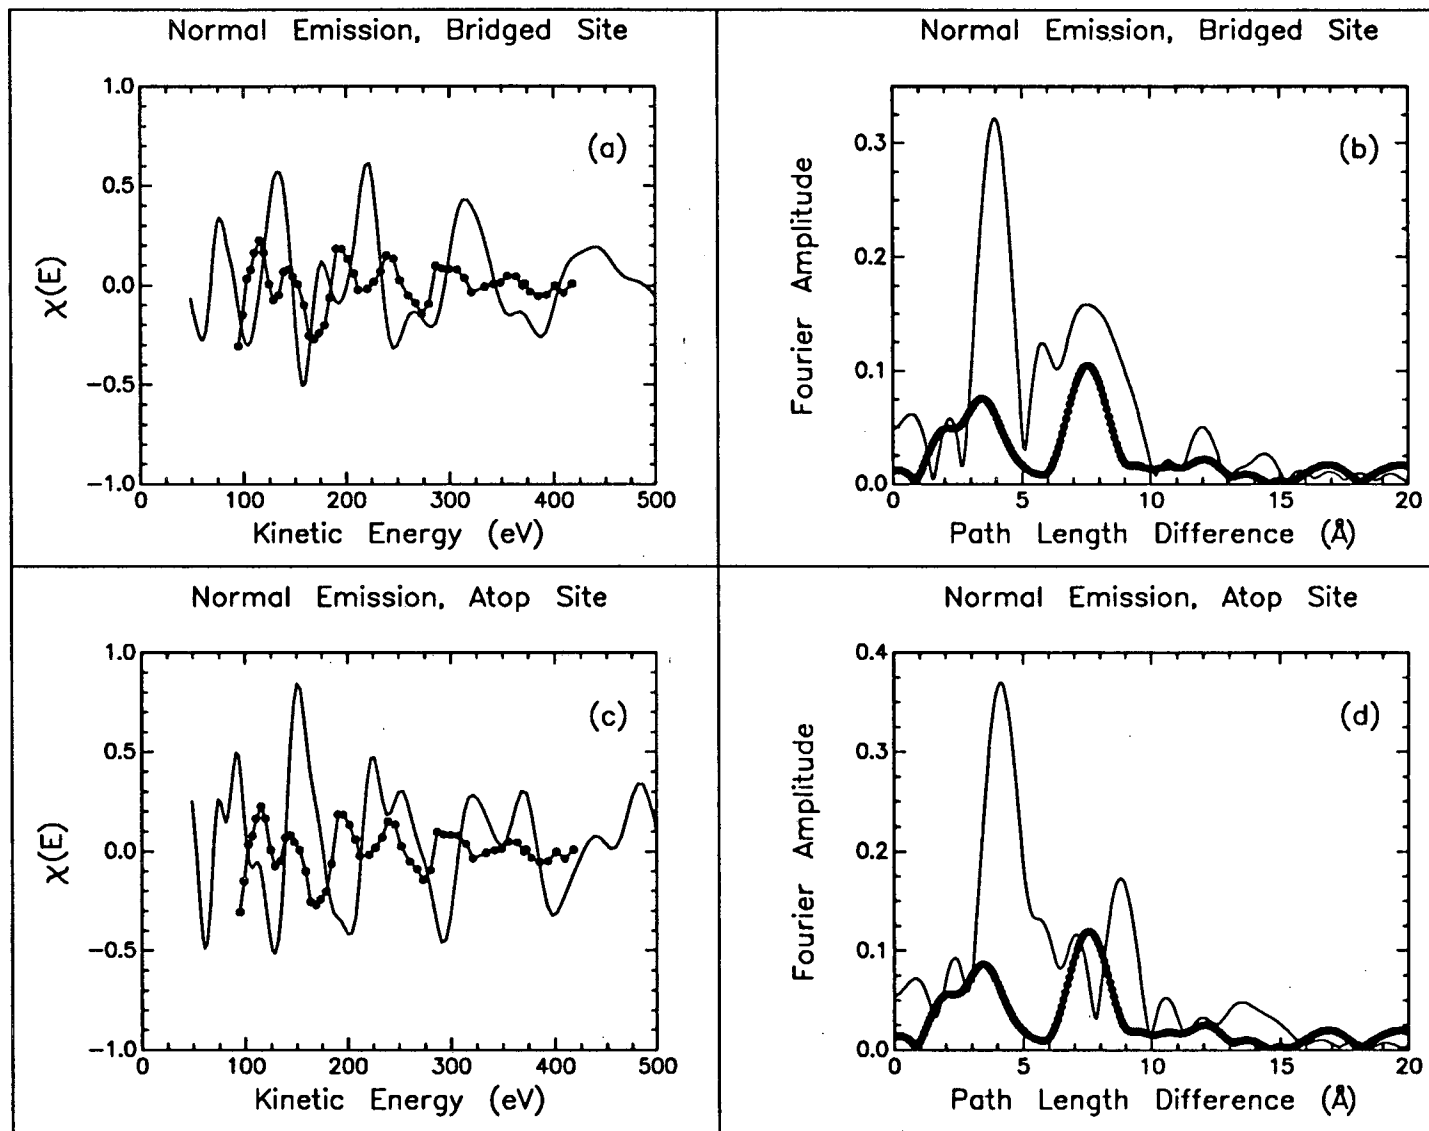 Normal Emission, Bridged Site
(a)
1.0
0.5
0.0
−0.5
−1.0
χ(E)
0 100 200 300 400 500
Kinetic Energy (eV)
Normal Emission, Bridged Site
(b)
0.3
0.2
0.1
0.0
Fourier Amplitude
0 5 10 15 20
Path Length Difference (Å)
Normal Emission, Atop Site
(c)
1.0
0.5
0.0
−0.5
−1.0
χ(E)
0 100 200 300 400 500
Kinetic Energy (eV)
Normal Emission, Atop Site
(d)
0.4
0.3
0.2
0.1
0.0
Fourier Amplitude
0 5 10 15 20
Path Length Difference (Å)